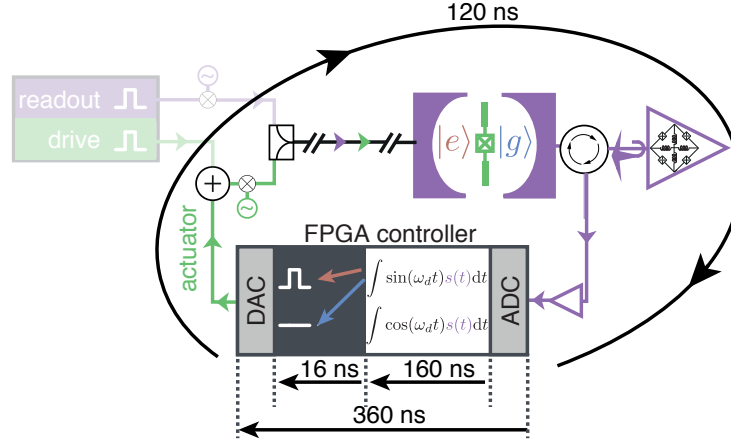 120 ns
readout
drive
~
|e⟩ |g⟩
+
~
actuator
FPGA controller
DAC
∫ sin(ω_d t)s(t)dt
∫ cos(ω_d t)s(t)dt
ADC
16 ns
160 ns
360 ns